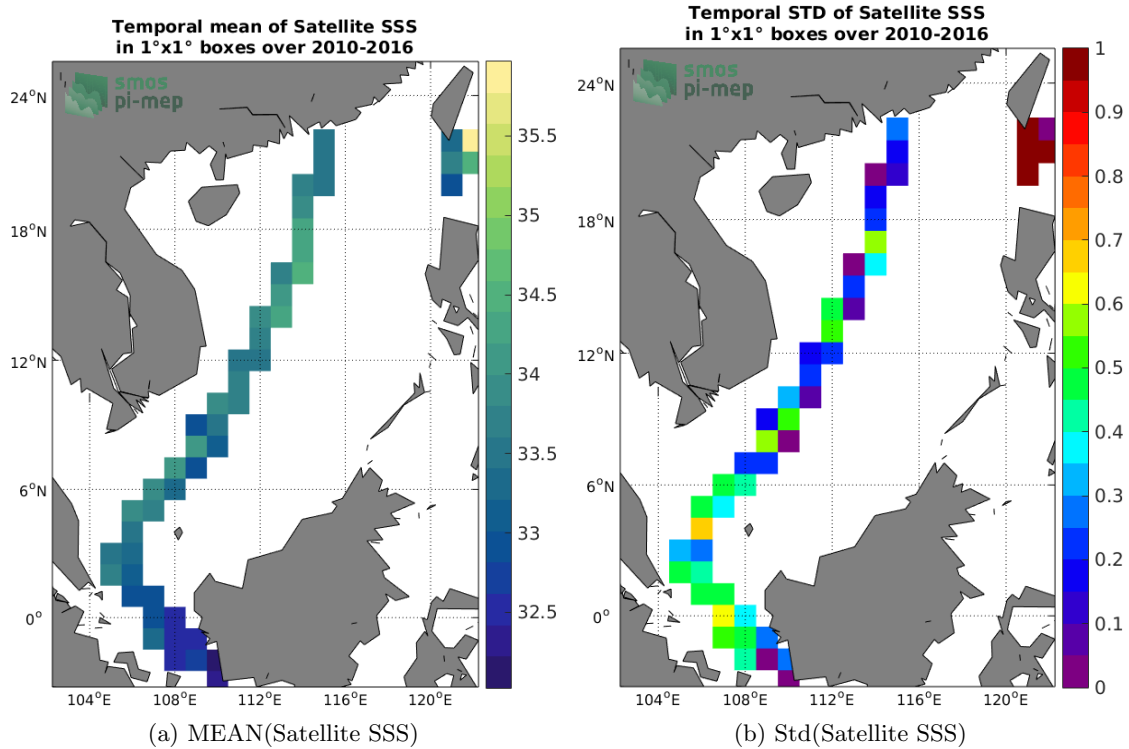 Temporal mean of Satellite SSS
in 1°x1° boxes over 2010-2016
smos
pi-mep
24°N
18°N
12°N
6°N
0°
104°E
108°E
112°E
116°E
120°E
35.5
35
34.5
34
33.5
33
32.5
(a) MEAN(Satellite SSS)
Temporal STD of Satellite SSS
in 1°x1° boxes over 2010-2016
smos
pi-mep
24°N
18°N
12°N
6°N
0°
104°E
108°E
112°E
116°E
120°E
1
0.9
0.8
0.7
0.6
0.5
0.4
0.3
0.2
0.1
0
(b) Std(Satellite SSS)